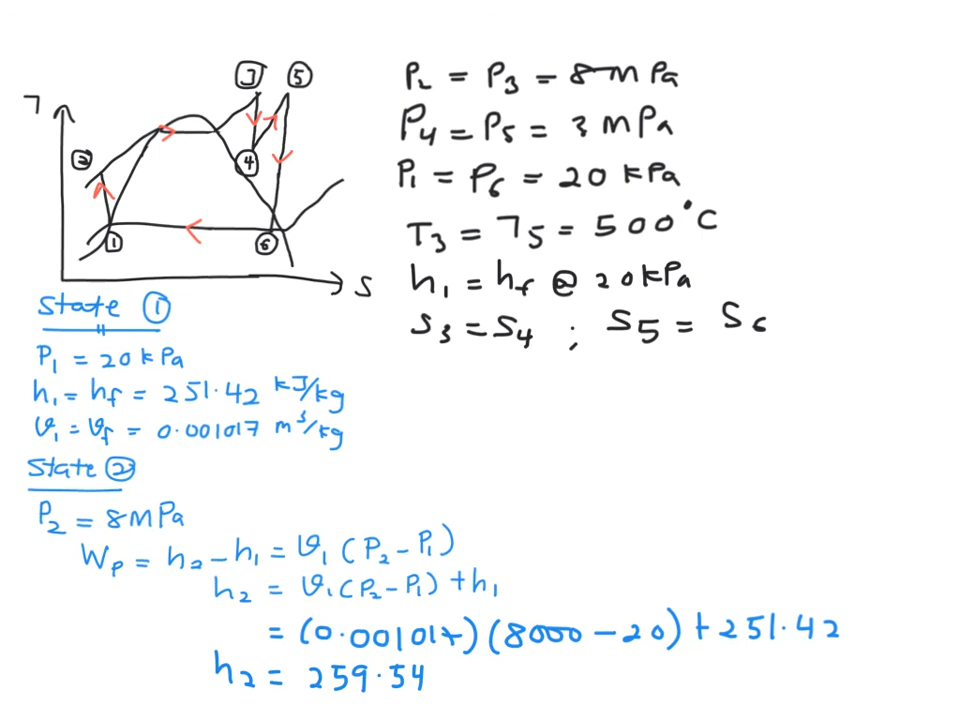 ③ ⑤
T
②
④
①
⑥
S
P₂ = P₃ = 8 MPa
P₄ = P₅ = 3 MPa
P₁ = P₆ = 20 kPa
T₃ = T₅ = 500°C
h₁ = hf @ 20 kPa
S₃ = S₄ ; S₅ = S₆
State ①
P₁ = 20 kPa
h₁ = hf = 251.42 kJ/kg
v₁ = vf = 0.001017 m³/kg
State ②
P₂ = 8 MPa
Wp = h₂ - h₁ = v₁ (P₂ - P₁)
h₂ = v₁ (P₂ - P₁) + h₁
= (0.001017) (8000 - 20) + 251.42
h₂ = 259.54